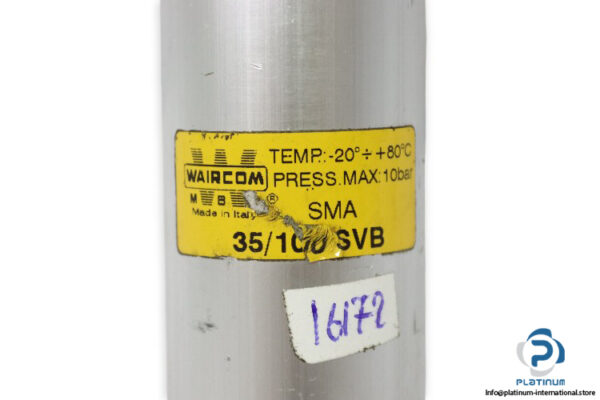 TEMP.:-20°÷+80°C
WAIRCOM PRESS.MAX:10bar
M B ®
Made in Italy SMA
35/100 SVB
16172
PLATINUM
info@platinum-international.store